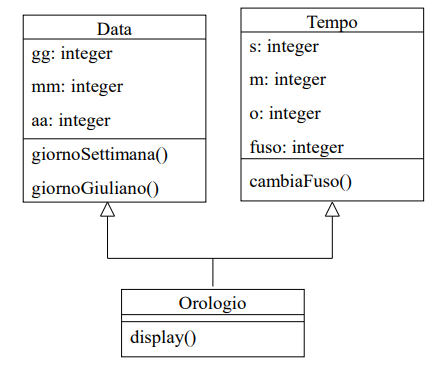 Data
gg: integer
mm: integer
aa: integer
giornoSettimana()
giornoGiuliano()
Tempo
s: integer
m: integer
o: integer
fuso: integer
cambiaFuso()
Orologio
display()